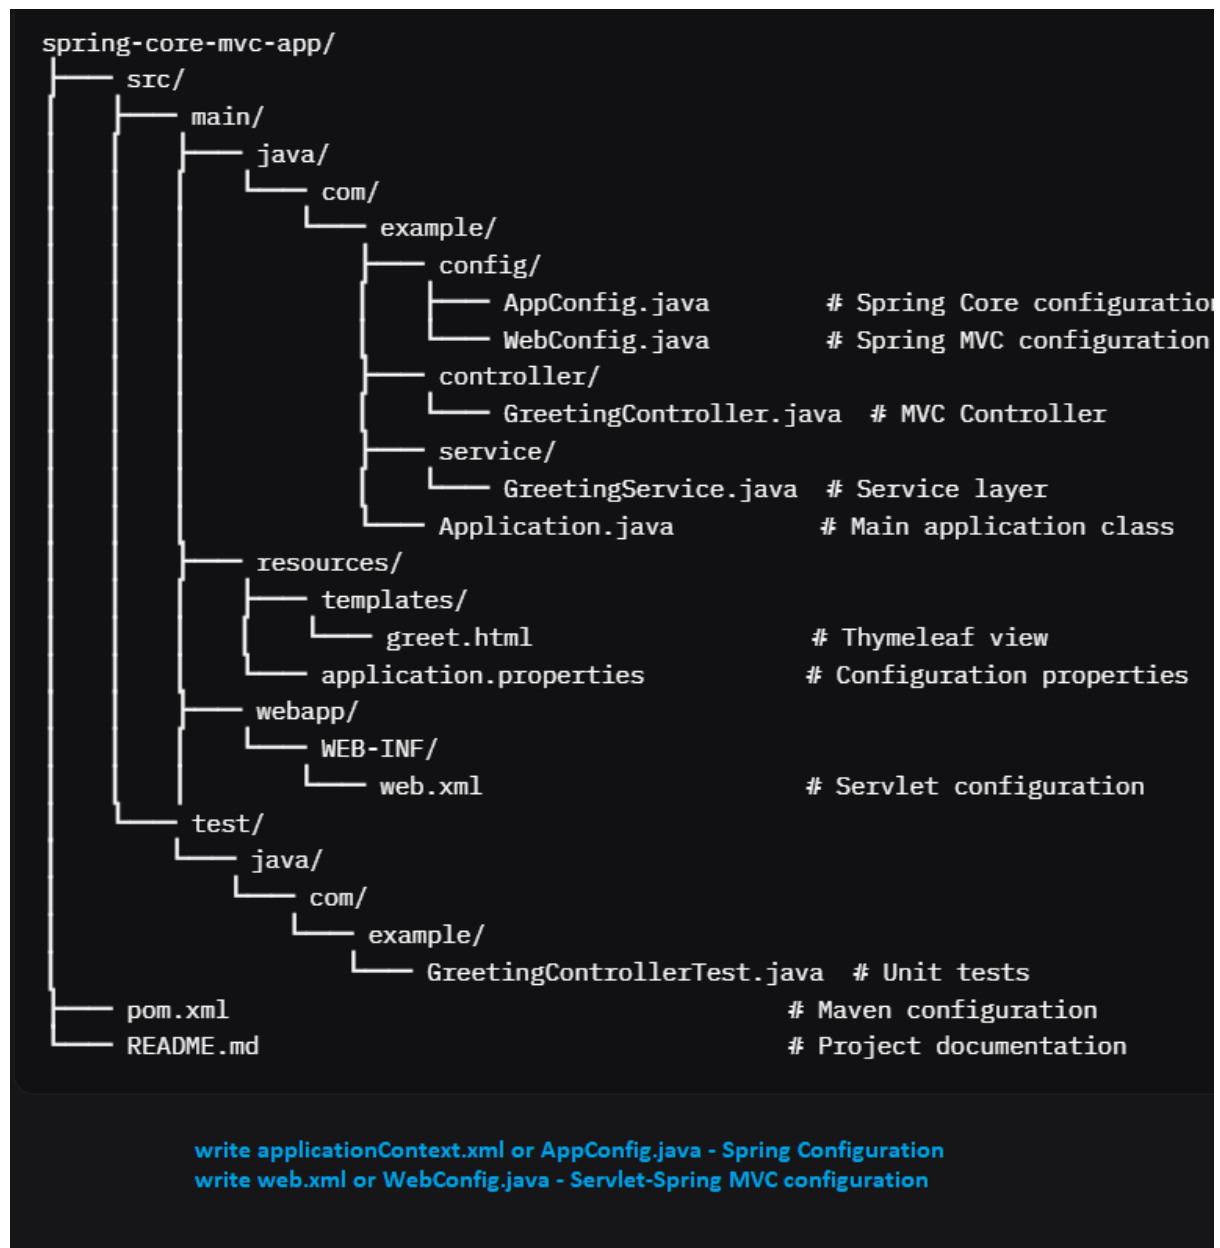 spring-core-mvc-app/
src/
main/
java/
com/
example/
config/
AppConfig.java # Spring Core configuration
WebConfig.java # Spring MVC configuration
controller/
GreetingController.java # MVC Controller
service/
GreetingService.java # Service layer
Application.java # Main application class
resources/
templates/
greet.html # Thymeleaf view
application.properties # Configuration properties
webapp/
WEB-INF/
web.xml # Servlet configuration
test/
java/
com/
example/
GreetingControllerTest.java # Unit tests
pom.xml # Maven configuration
README.md # Project documentation
write applicationContext.xml or AppConfig.java - Spring Configuration
write web.xml or WebConfig.java - Servlet-Spring MVC configuration